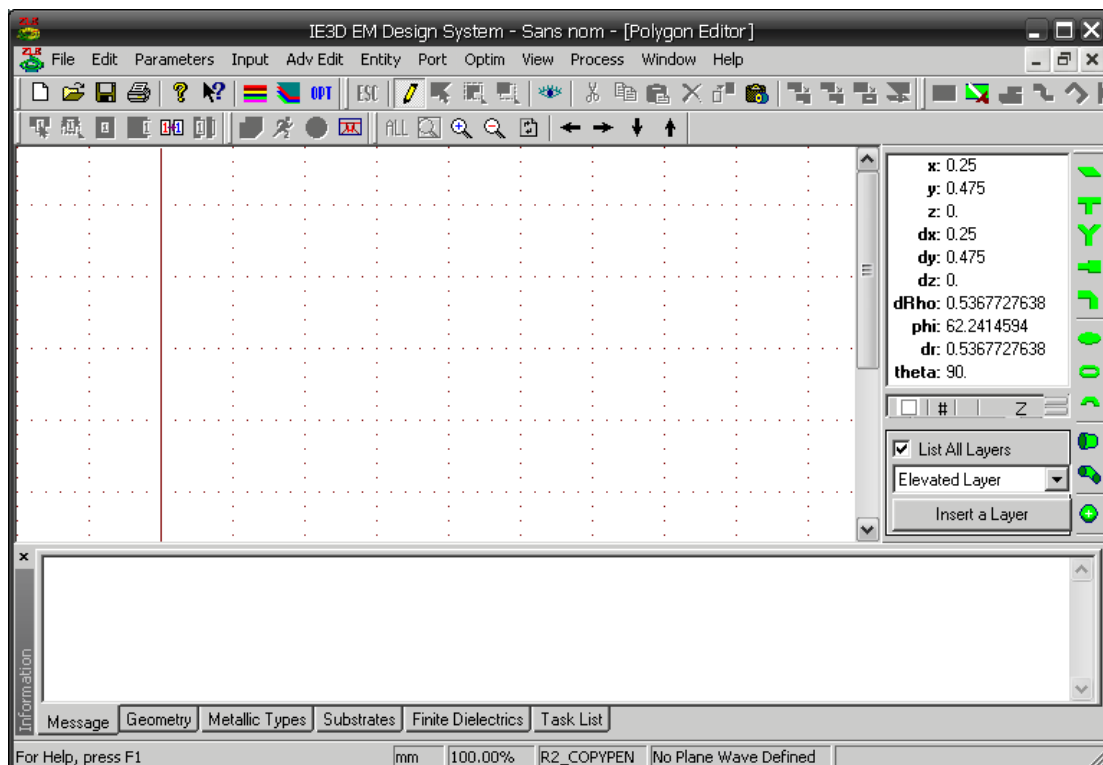 IE3D EM Design System - Sans nom - [Polygon Editor]
File Edit Parameters Input Adv Edit Entity Port Optim View Process Window Help
OPT ESC
ALL
x: 0.25
y: 0.475
z: 0.
dx: 0.25
dy: 0.475
dz: 0.
dRho: 0.5367727638
phi: 62.2414594
dr: 0.5367727638
theta: 90.
# Z
List All Layers
Elevated Layer
Insert a Layer
Information
Message Geometry Metallic Types Substrates Finite Dielectrics Task List
For Help, press F1 mm 100.00% R2_COPYPEN No Plane Wave Defined